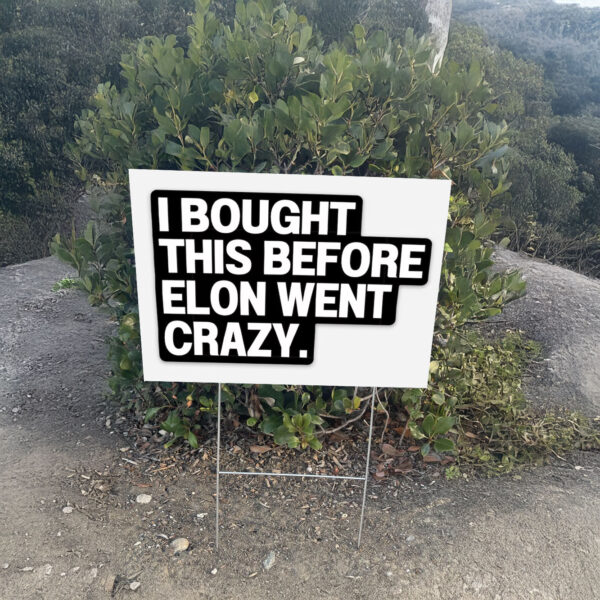 I BOUGHT
THIS BEFORE
ELON WENT
CRAZY.